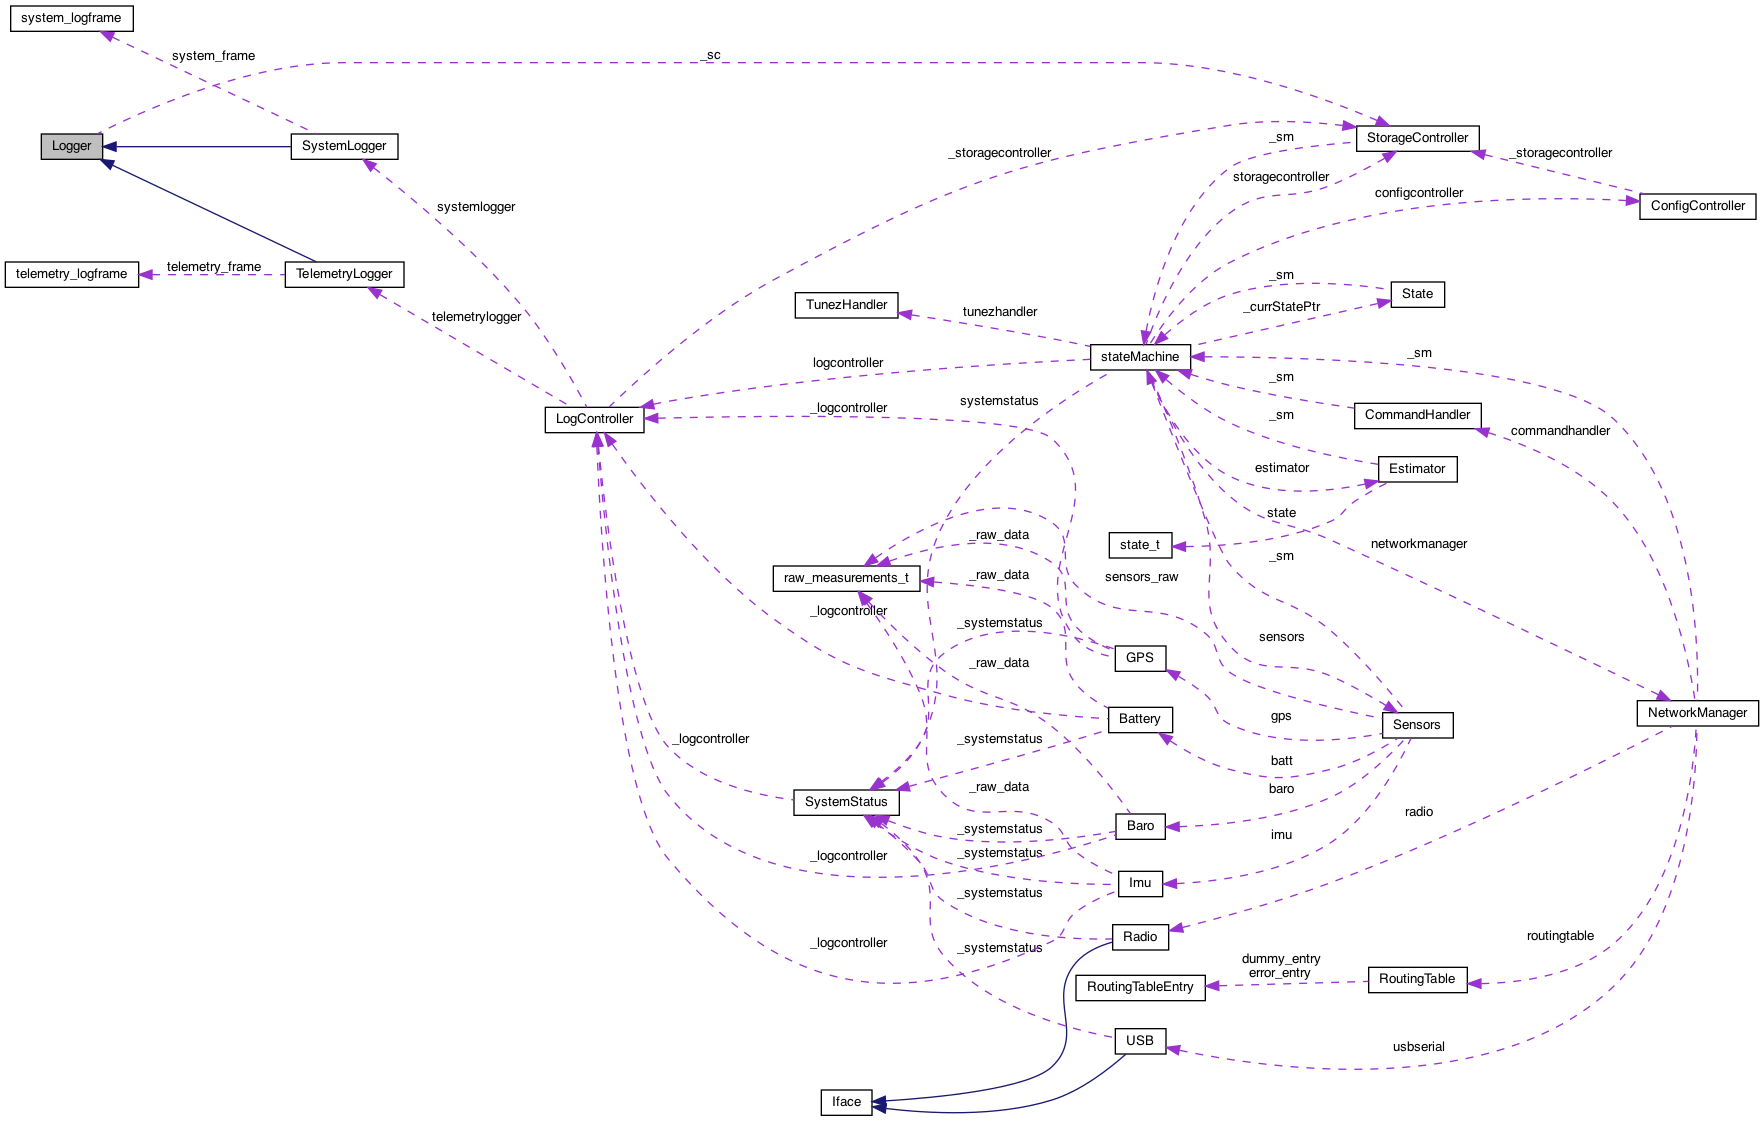 system_logframe
system_frame
_sc
Logger
SystemLogger
StorageController
_sm
_storagecontroller
_storagecontroller
storagecontroller
configcontroller
ConfigController
systemlogger
telemetry_logframe
telemetry_frame
TelemetryLogger
_sm
State
TunezHandler
tunezhandler
_currStatePtr
telemetrylogger
stateMachine
_sm
logcontroller
_sm
systemstatus
_logcontroller
LogController
_sm
CommandHandler
commandhandler
estimator
Estimator
state
_raw_data
state_t
networkmanager
_sm
raw_measurements_t
_raw_data
sensors_raw
_logcontroller
_systemstatus
sensors
GPS
_raw_data
gps
Battery
Sensors
NetworkManager
_logcontroller
_systemstatus
batt
_raw_data
baro
SystemStatus
radio
_systemstatus
Baro
imu
_logcontroller
_systemstatus
Imu
_systemstatus
_logcontroller
Radio
routingtable
_systemstatus
dummy_entry
error_entry
RoutingTableEntry
RoutingTable
USB
usbserial
Iface